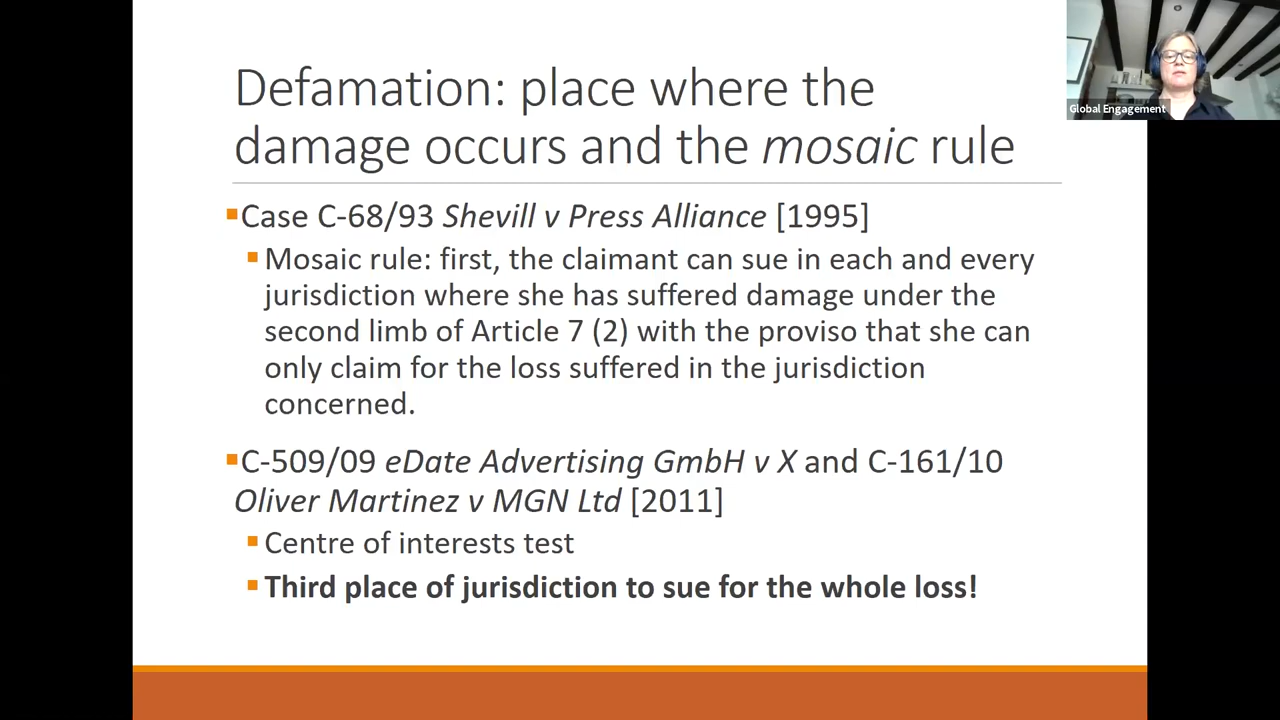 Defamation: place where the
damage occurs and the mosaic rule
Global Engagement
▪Case C-68/93 Shevill v Press Alliance [1995]
▪Mosaic rule: first, the claimant can sue in each and every
jurisdiction where she has suffered damage under the
second limb of Article 7 (2) with the proviso that she can
only claim for the loss suffered in the jurisdiction
concerned.
▪C-509/09 eDate Advertising GmbH v X and C-161/10
Oliver Martinez v MGN Ltd [2011]
▪Centre of interests test
▪Third place of jurisdiction to sue for the whole loss!